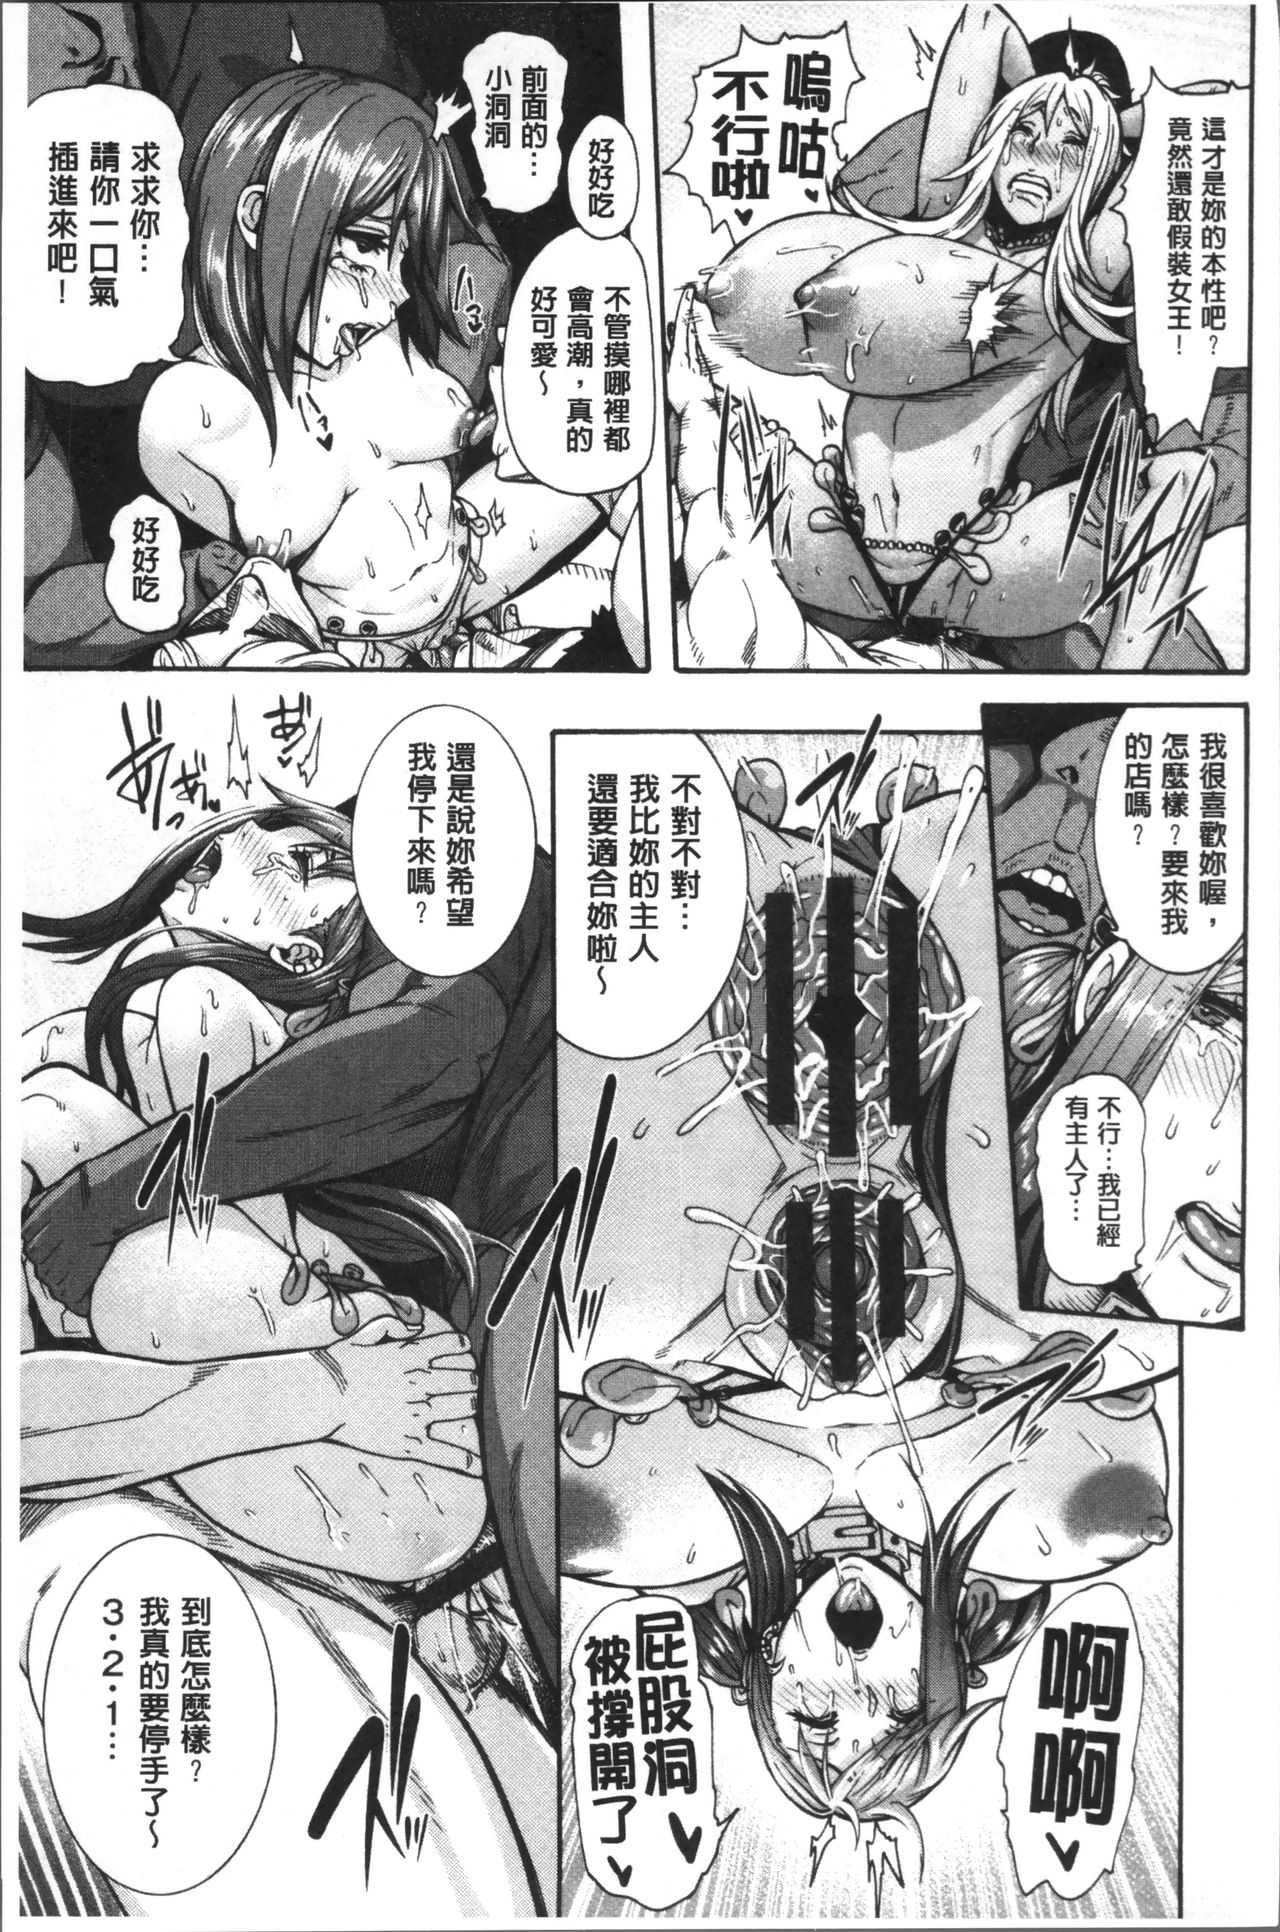 這才是妳的本性吧？
竟然還敢假裝女王！
嗚咕
不行啦
好好吃
前面的…
小洞洞
不管摸哪裡都
會高潮，真的
好可愛～
求求你…
請你一口氣
插進來吧！
好好吃
我很喜歡妳喔，
怎麼樣？要來我
的店嗎？
不行…我已經
有主人了…
不對不對…
我比妳的主人
還要適合妳啦～
啊啊
屁股洞
被撐開了
還是說妳希望
我停下來嗎？
あ゛っ
あ゛あ゛っ
到底怎麼樣？
我真的要停手了～
3・2・1…